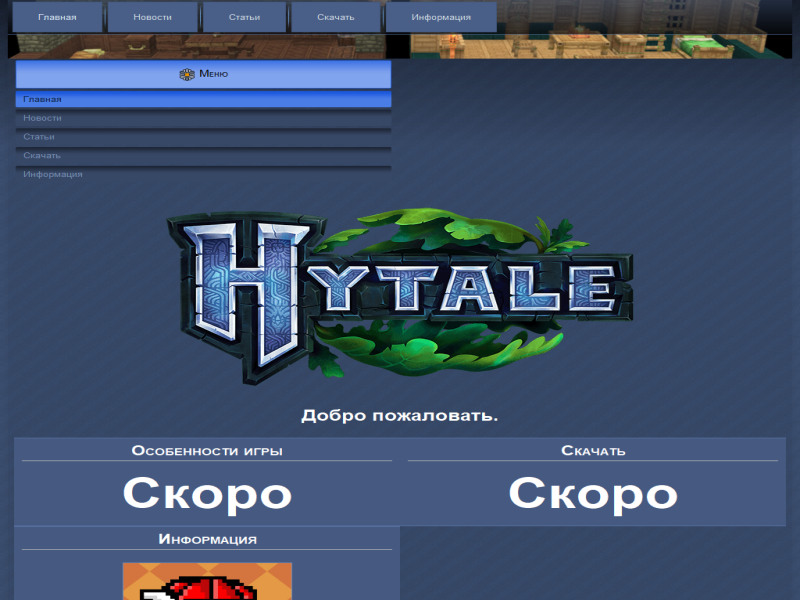 Главная Новости Статьи Скачать Информация
Меню
Главная
Новости
Статьи
Скачать
Информация
HYTALE
Добро пожаловать.
Особенности игры Скачать
Скоро Скоро
Информация